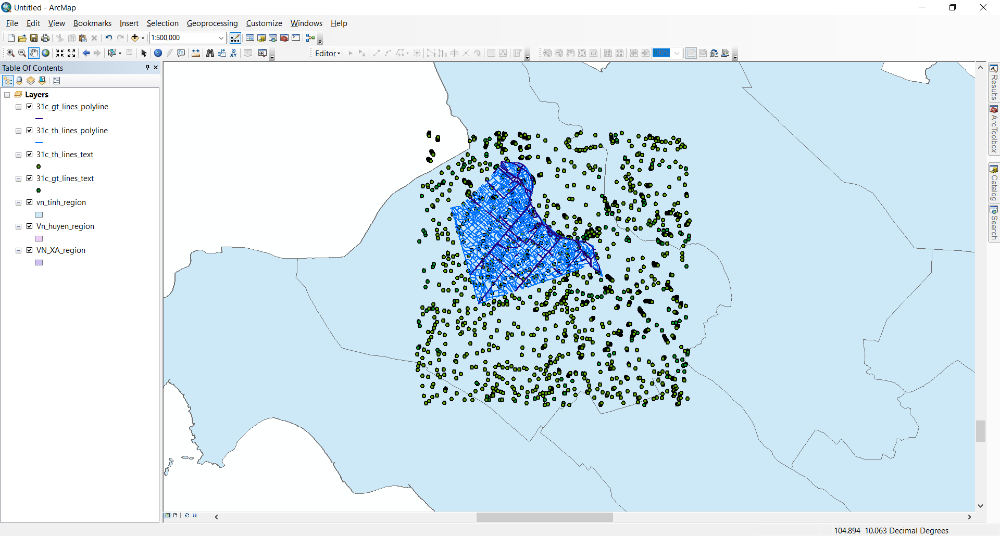 Untitled - ArcMap
File Edit View Bookmarks Insert Selection Geoprocessing Customize Windows Help
1:500,000
Editor
100%
Table Of Contents
Layers
31c_gt_lines_polyline
31c_th_lines_polyline
31c_th_lines_text
31c_gt_lines_text
vn_tinh_region
Vn_huyen_region
VN_XA_region
Results
ArcToolbox
Catalog
Search
104.894 10.063 Decimal Degrees